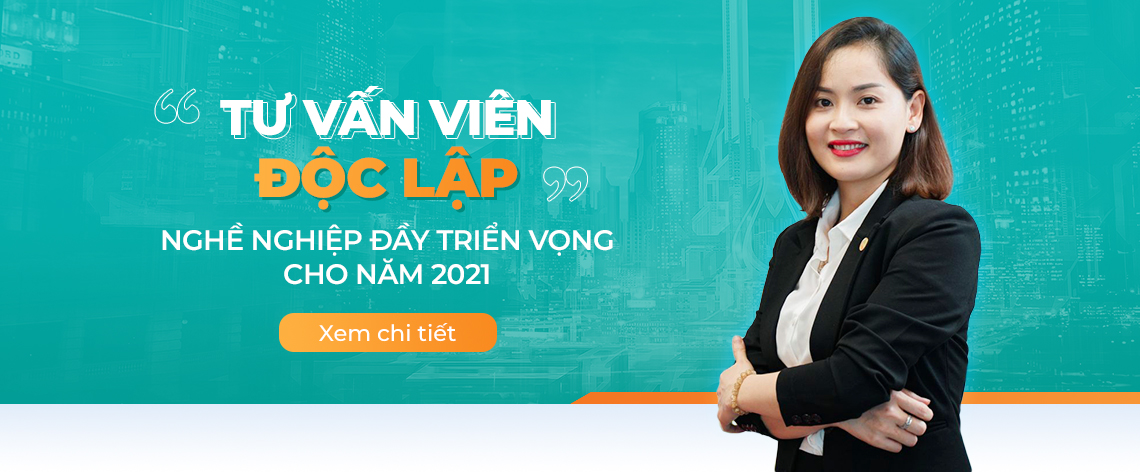 TƯ VẤN VIÊN
ĐỘC LẬP
NGHỀ NGHIỆP ĐẦY TRIỂN VỌNG
CHO NĂM 2021
Xem chi tiết